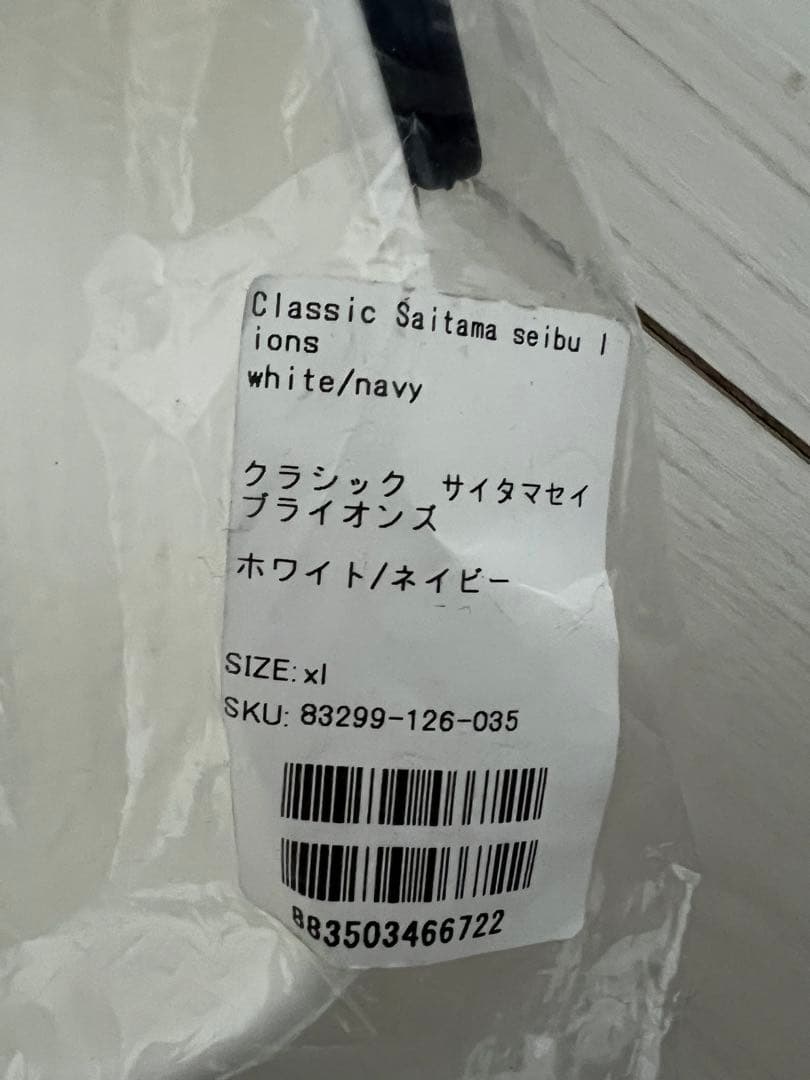 Classic Saitama seibu l
ions
white/navy
クラシック　サイタマセイ
ブライオンズ
ホワイト/ネイビー
SIZE: xl
SKU: 83299-126-035
883503466722